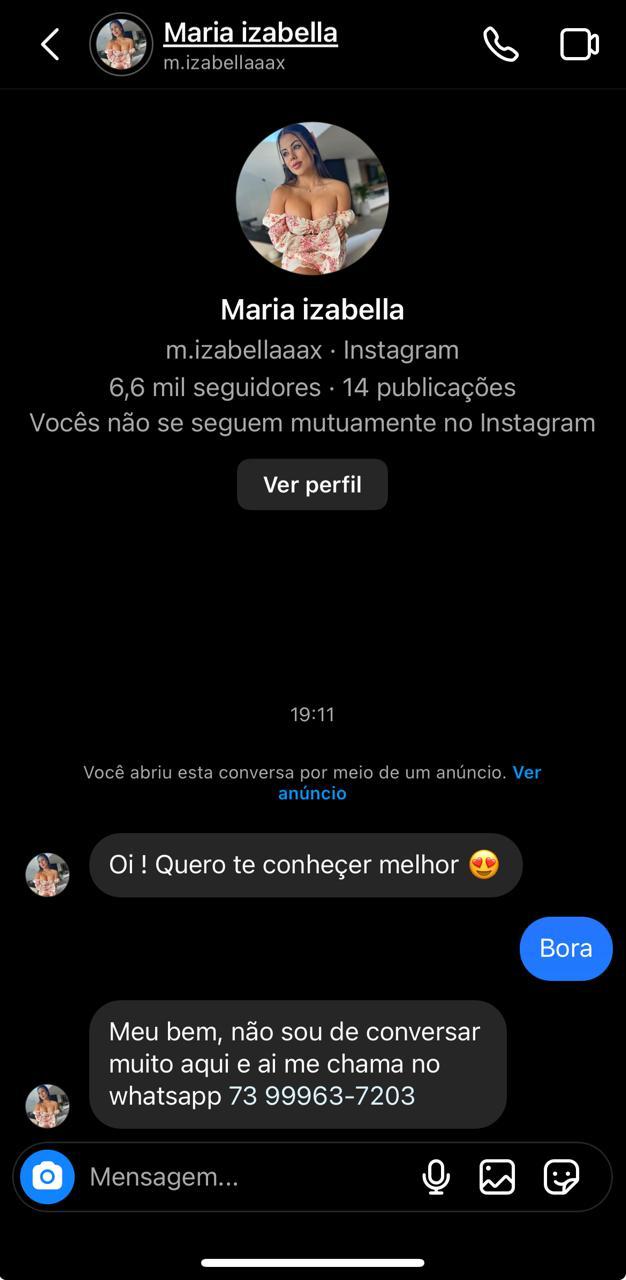 Maria izabella
m.izabellaaax
Maria izabella
m.izabellaaax · Instagram
6,6 mil seguidores · 14 publicações
Vocês não se seguem mutuamente no Instagram
Ver perfil
19:11
Você abriu esta conversa por meio de um anúncio. Ver
anúncio
Oi ! Quero te conheçer melhor 😍
Bora
Meu bem, não sou de conversar
muito aqui e ai me chama no
whatsapp 73 99963-7203
Mensagem...